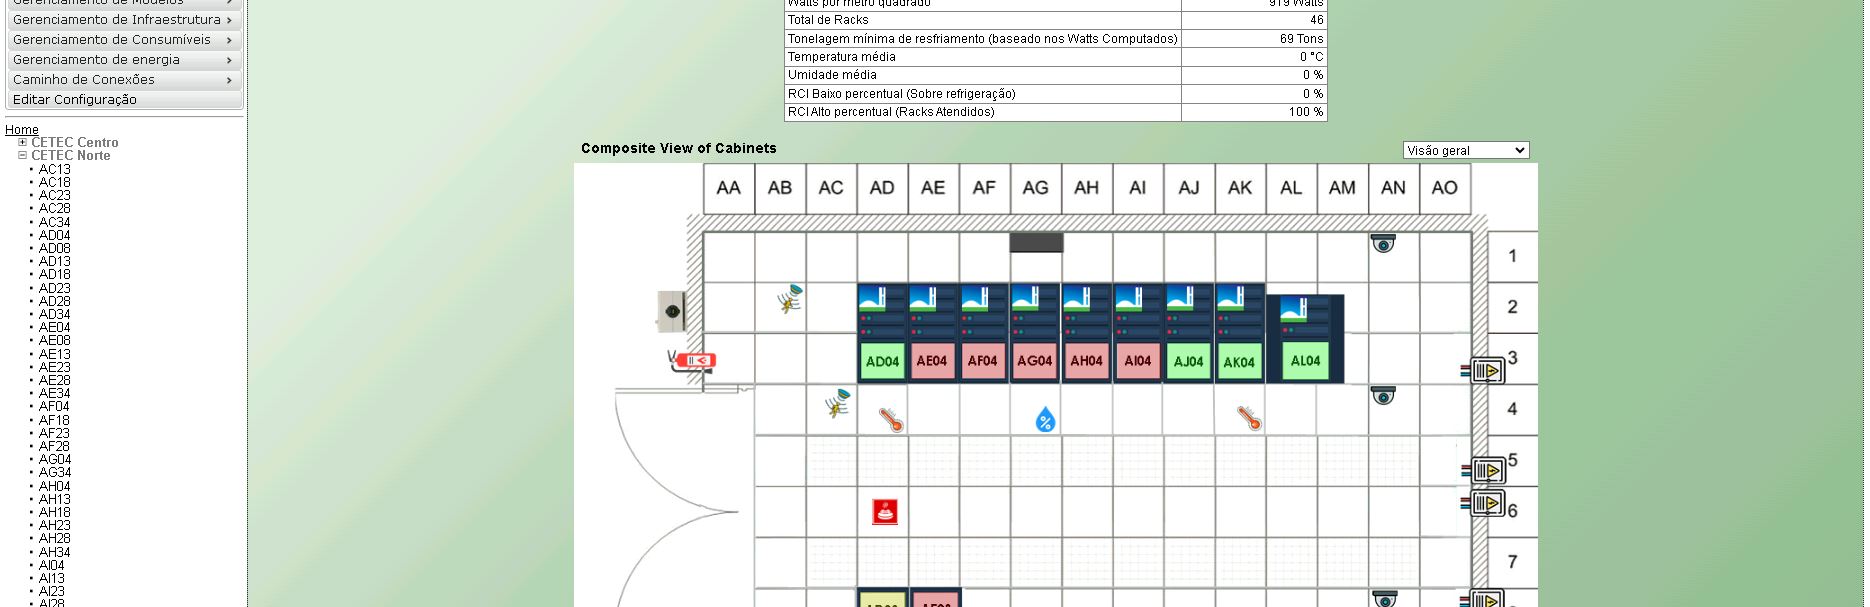 Gerenciamento de Modelos
Gerenciamento de Infraestrutura
Gerenciamento de Consumíveis
Gerenciamento de energia
Caminho de Conexões
Editar Configuração
Home
CETEC Centro
CETEC Norte
AC13
AC18
AC23
AC28
AC34
AD04
AD08
AD13
AD18
AD23
AD28
AD34
AE04
AE08
AE13
AE23
AE28
AE34
AF04
AF18
AF23
AF28
AG04
AG34
AH04
AH13
AH18
AH23
AH28
AH34
AI04
AI13
AI23
AI28
Watts por metro quadrado 919 Watts
Total de Racks 46
Tonelagem mínima de resfriamento (baseado nos Watts Computados) 69 Tons
Temperatura média 0 °C
Umidade média 0 %
RCI Baixo percentual (Sobre refrigeração) 0 %
RCI Alto percentual (Racks Atendidos) 100 %
Composite View of Cabinets
Visão geral
AA AB AC AD AE AF AG AH AI AJ AK AL AM AN AO
1
2
AD04 AE04 AF04 AG04 AH04 AI04 AJ04 AK04 AL04
3
%
4
5
6
7